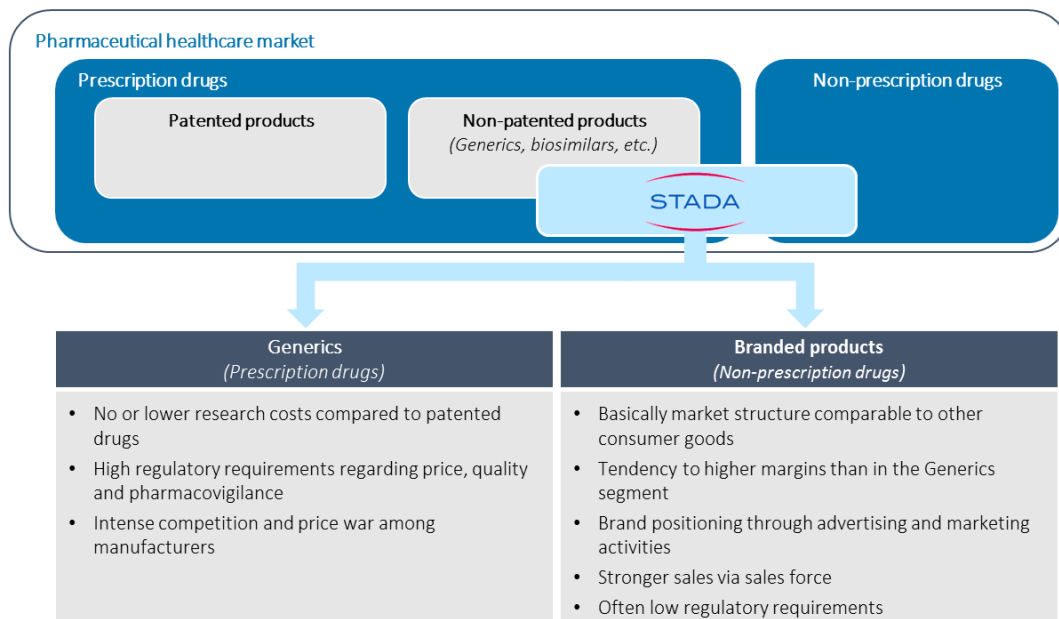 Pharmaceutical healthcare market
Prescription drugs
Non-prescription drugs
Patented products
Non-patented products
(Generics, biosimilars, etc.)
STADA
Generics
(Prescription drugs)
• No or lower research costs compared to patented
drugs
• High regulatory requirements regarding price, quality
and pharmacovigilance
• Intense competition and price war among
manufacturers
Branded products
(Non-prescription drugs)
• Basically market structure comparable to other
consumer goods
• Tendency to higher margins than in the Generics
segment
• Brand positioning through advertising and marketing
activities
• Stronger sales via sales force
• Often low regulatory requirements